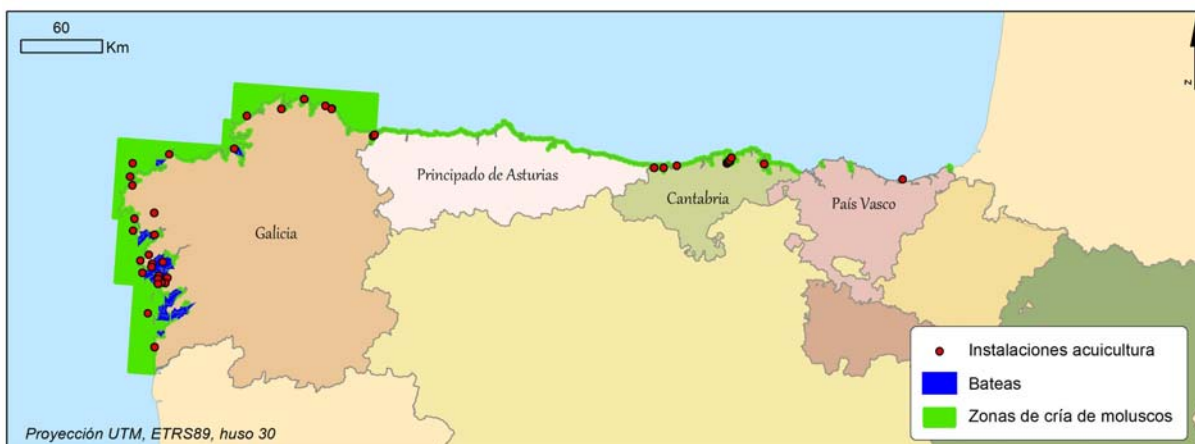 60
Km
N
Principado de Asturias
Cantabria
País Vasco
Galicia
Instalaciones acuicultura
Bateas
Zonas de cría de moluscos
Proyección UTM, ETRS89, huso 30